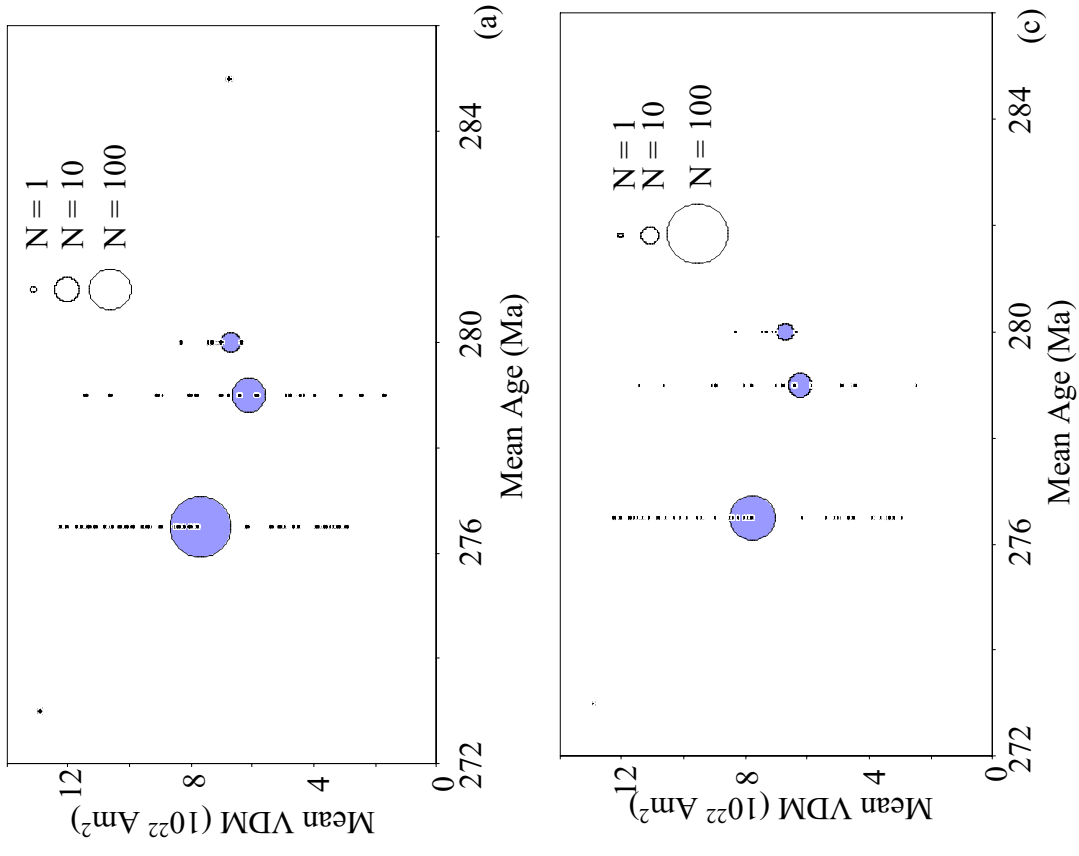 Mean VDM (10²² Am²)
12
8
4
0
272
276
280
284
Mean Age (Ma)
N = 1
N = 10
N = 100
(a)
Mean VDM (10²² Am²)
12
8
4
0
272
276
280
284
Mean Age (Ma)
N = 1
N = 10
N = 100
(c)